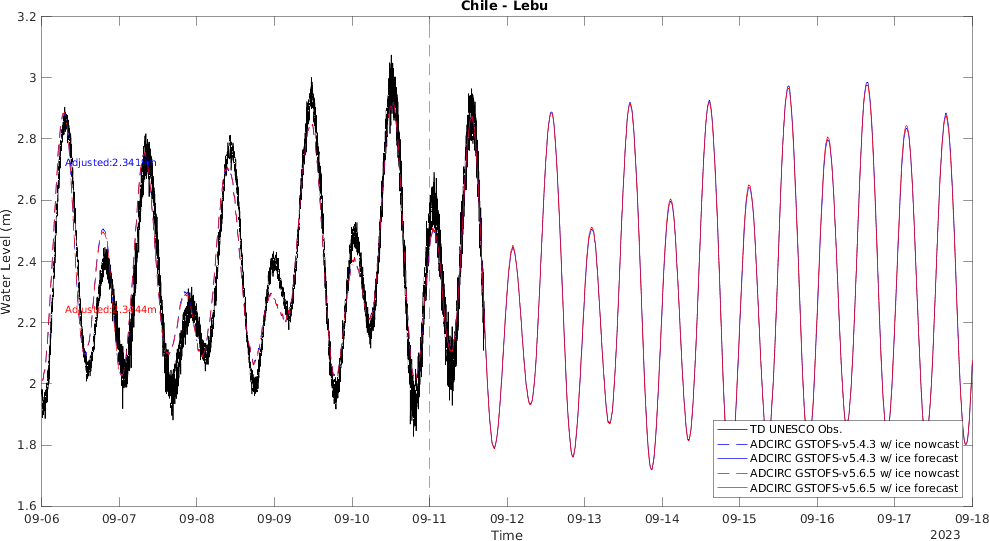 Chile - Lebu
3.2
3
2.8
2.6
2.4
2.2
2
1.8
1.6
Water Level (m)
TD UNESCO Obs.
ADCIRC GSTOFS-v5.4.3 w/ ice nowcast
ADCIRC GSTOFS-v5.4.3 w/ ice forecast
ADCIRC GSTOFS-v5.6.5 w/ ice nowcast
ADCIRC GSTOFS-v5.6.5 w/ ice forecast
09-06 09-07 09-08 09-09 09-10 09-11 09-12 09-13 09-14 09-15 09-16 09-17 09-18
Time
2023